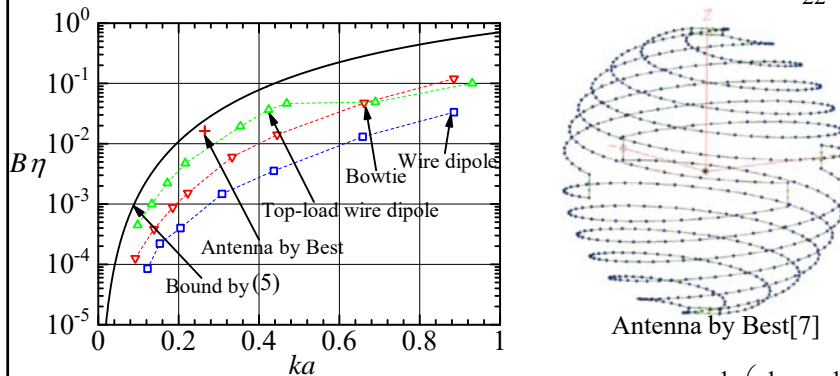 22
10⁰
10⁻¹
10⁻²
10⁻³
10⁻⁴
10⁻⁵
Bη
0
0.2
0.4
0.6
0.8
1
ka
Wire dipole
Bowtie
Top-load wire dipole
Antenna by Best
Bound by (5)
Z
Antenna by Best[7]